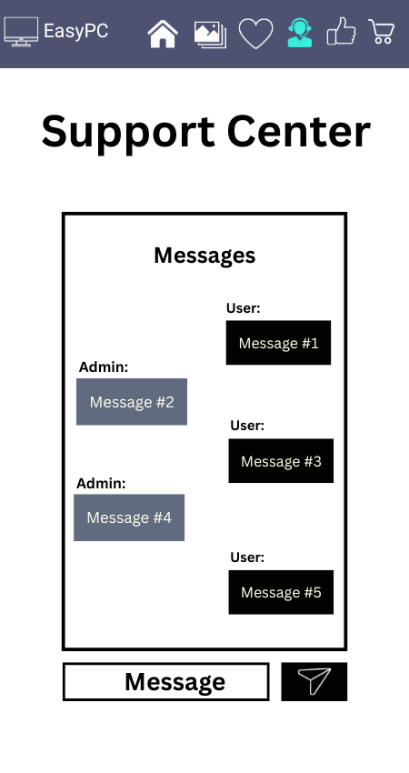 EasyPC
Support Center
Messages
User:
Message #1
Admin:
Message #2
User:
Message #3
Admin:
Message #4
User:
Message #5
Message